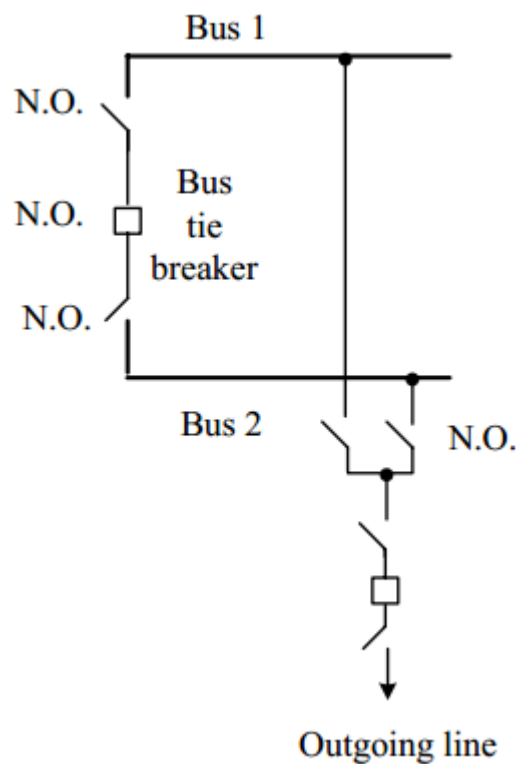 Bus 1
N.O.
N.O.
Bus
tie
breaker
N.O.
Bus 2
N.O.
Outgoing line